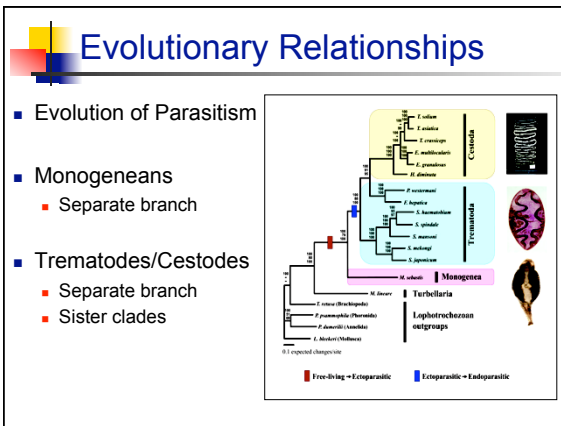 Evolutionary Relationships
Evolution of Parasitism
Monogeneans
Separate branch
Trematodes/Cestodes
Separate branch
Sister clades
T. solium
T. asiatica
T. crassiceps
E. multilocularis
E. granulosus
H. diminuta
Cestoda
P. westermani
F. hepatica
S. haematobium
S. spindale
S. mansoni
S. mekongi
S. japonicum
Trematoda
M. sebastis
Monogenea
M. lineare
Turbellaria
T. retusa (Brachiopoda)
P. psammophila (Phoronida)
P. dumerilii (Annelida)
L. bleekeri (Mollusca)
Lophotrochozoan
outgroups
0.1 expected changes/site
Free-living → Ectoparasitic
Ectoparasitic → Endoparasitic